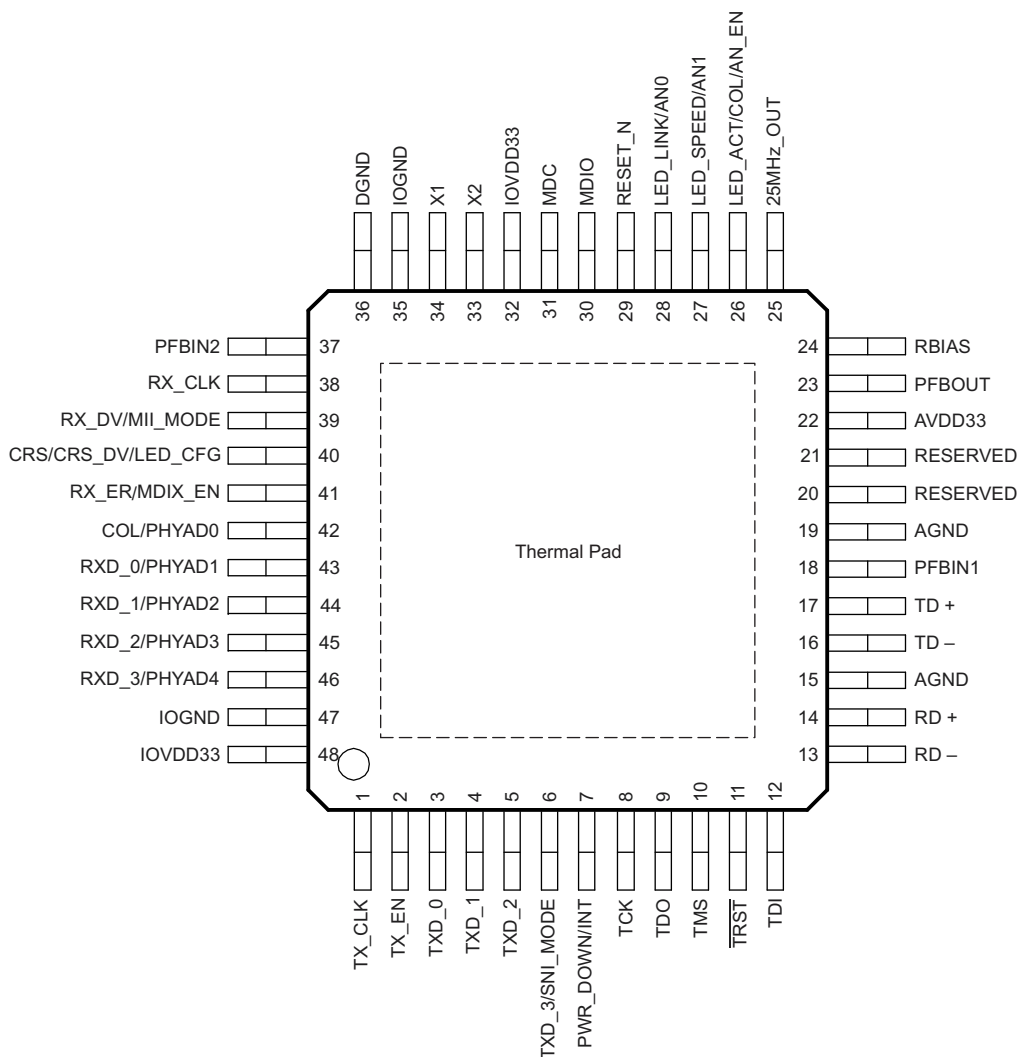 DGND
IOGND
X1
X2
IOVDD33
MDC
MDIO
RESET_N
LED_LINK/AN0
LED_SPEED/AN1
LED_ACT/COL/AN_EN
25MHz_OUT
36
35
34
33
32
31
30
29
28
27
26
25
PFBIN2 37
RX_CLK 38
RX_DV/MII_MODE 39
CRS/CRS_DV/LED_CFG 40
RX_ER/MDIX_EN 41
COL/PHYAD0 42
RXD_0/PHYAD1 43
RXD_1/PHYAD2 44
RXD_2/PHYAD3 45
RXD_3/PHYAD4 46
IOGND 47
IOVDD33 48
Thermal Pad
24 RBIAS
23 PFBOUT
22 AVDD33
21 RESERVED
20 RESERVED
19 AGND
18 PFBIN1
17 TD +
16 TD –
15 AGND
14 RD +
13 RD –
1
2
3
4
5
6
7
8
9
10
11
12
TX_CLK
TX_EN
TXD_0
TXD_1
TXD_2
TXD_3/SNI_MODE
PWR_DOWN/INT
TCK
TDO
TMS
TRST
TDI